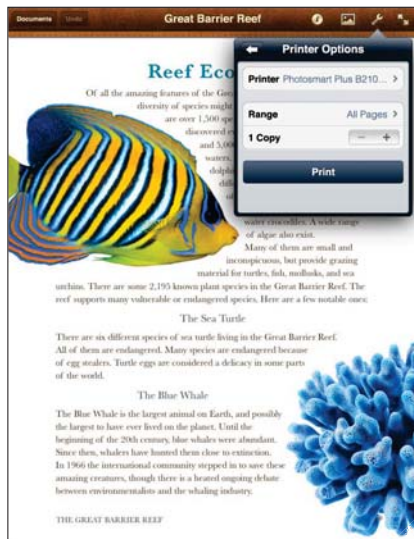 Documents Undo Great Barrier Reef
Printer Options
Printer Photosmart Plus B210...
Range All Pages
1 Copy − +
Print
Reef Eco
Of all the amazing features of the Grea
diversity of species might
are over 1,500 spe
discovered
and 5,00
waters.
dolph
diff
of
water crocodiles. A wide range
of algae also exist.
Many of them are small and
inconspicuous, but provide grazing
material for turtles, fish, mollusks, and sea
urchins. There are some 2,195 known plant species in the Great Barrier Reef. The
reef supports many vulnerable or endangered species. Here are a few notable ones:
The Sea Turtle
There are six different species of sea turtle living in the Great Barrier Reef.
All of them are endangered. Many species are endangered because
of egg stealers. Turtle eggs are considered a delicacy in some parts
of the world.
The Blue Whale
The Blue Whale is the largest animal on Earth, and possibly
the largest to have ever lived on the planet. Until the
beginning of the 20th century, blue whales were abundant.
Since then, whalers have hunted them close to extinction.
In 1966 the international community stepped in to save these
amazing creatures, though there is a heated ongoing debate
between environmentalists and the whaling industry.
THE GREAT BARRIER REEF